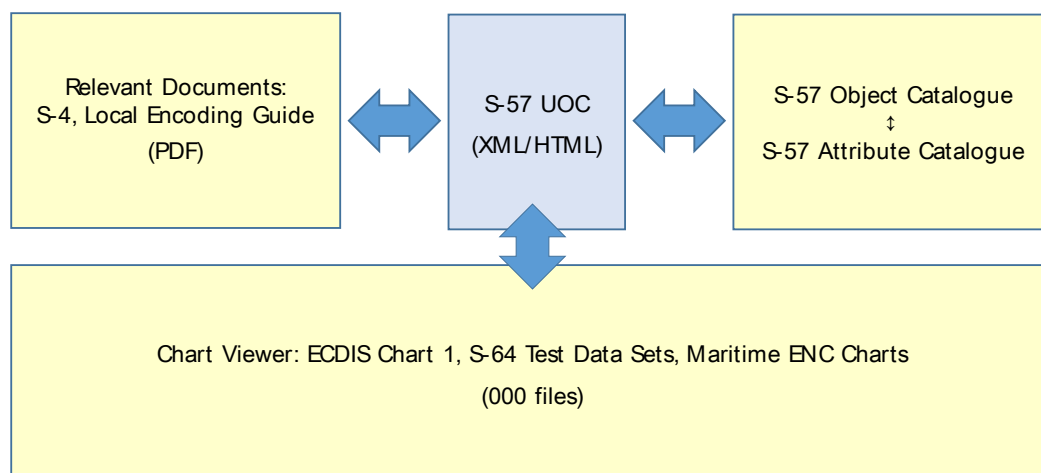 Relevant Documents:
S-4, Local Encoding Guide
(PDF)
S-57 UOC
(XML/HTML)
S-57 Object Catalogue
↕
S-57 Attribute Catalogue
Chart Viewer: ECDIS Chart 1, S-64 Test Data Sets, Maritime ENC Charts
(000 files)